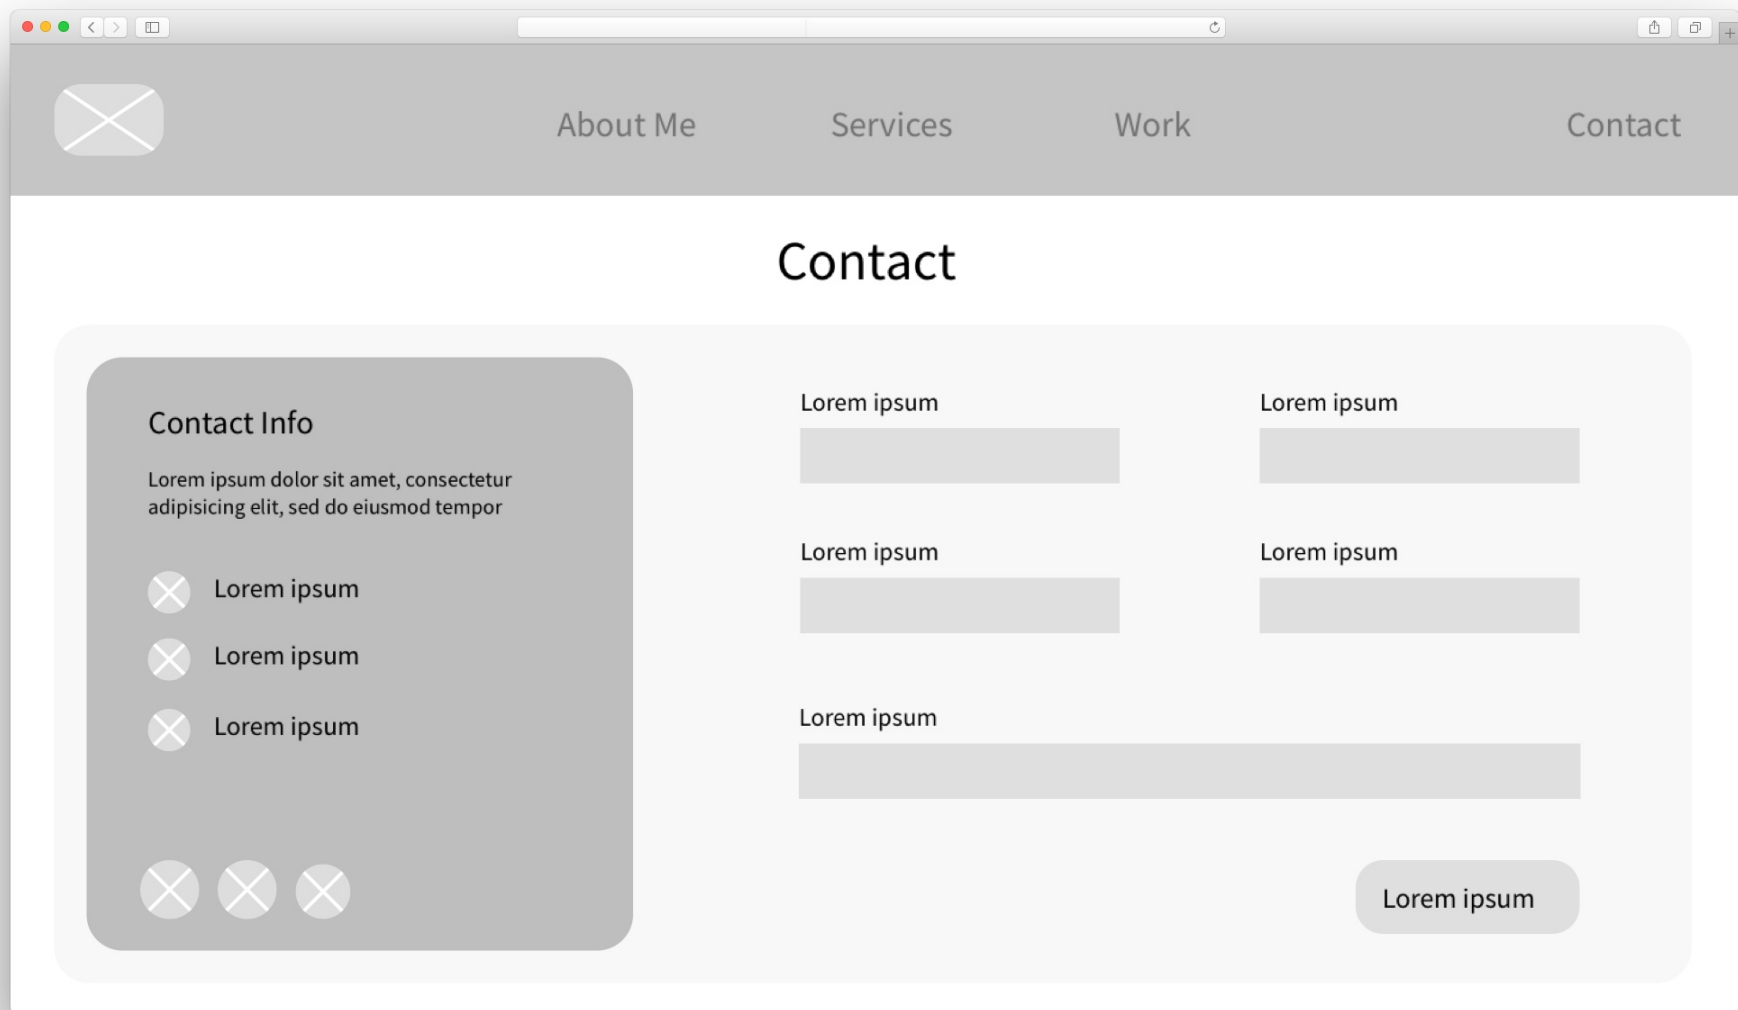 About Me
Services
Work
Contact
Contact
Contact Info
Lorem ipsum dolor sit amet, consectetur
adipisicing elit, sed do eiusmod tempor
Lorem ipsum
Lorem ipsum
Lorem ipsum
Lorem ipsum
Lorem ipsum
Lorem ipsum
Lorem ipsum
Lorem ipsum
Lorem ipsum